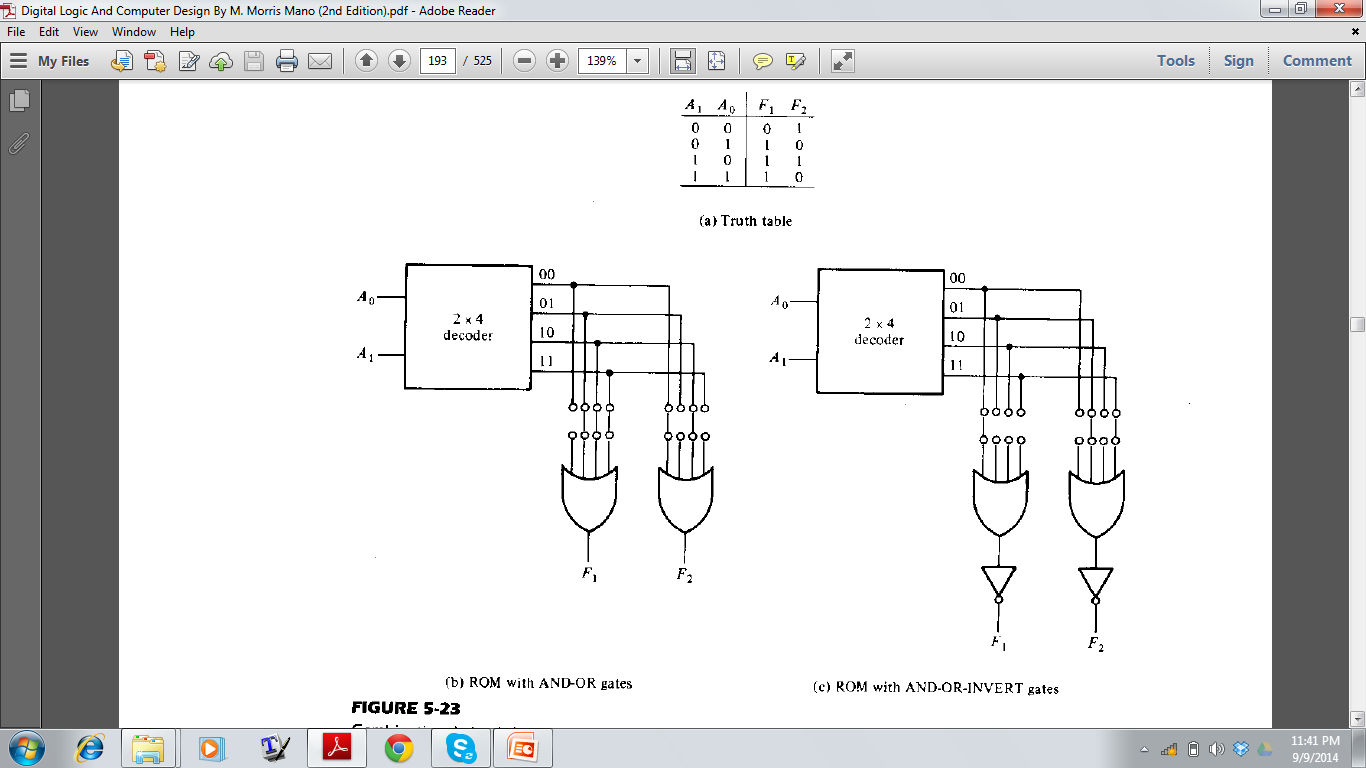 Digital Logic And Computer Design By M. Morris Mano (2nd Edition).pdf - Adobe Reader
File Edit View Window Help
My Files 193 / 525 139% Tools Sign Comment
A1 A0 F1 F2
0 0 0 1
0 1 1 0
1 0 1 1
1 1 1 0
(a) Truth table
A0
A1
2 × 4
decoder
00
01
10
11
F1
F2
(b) ROM with AND-OR gates
A0
A1
2 × 4
decoder
00
01
10
11
F1
F2
(c) ROM with AND-OR-INVERT gates
FIGURE 5-23
11:41 PM
9/9/2014